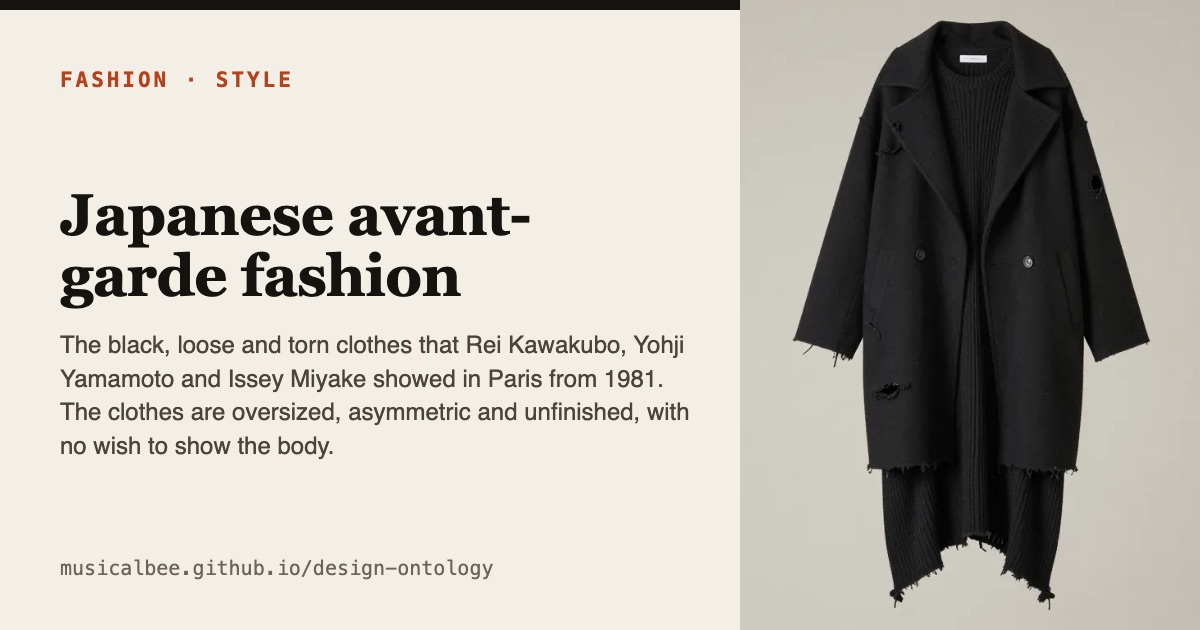 FASHION · STYLE
Japanese avant-
garde fashion
The black, loose and torn clothes that Rei Kawakubo, Yohji
Yamamoto and Issey Miyake showed in Paris from 1981.
The clothes are oversized, asymmetric and unfinished, with
no wish to show the body.
musicalbee.github.io/design-ontology